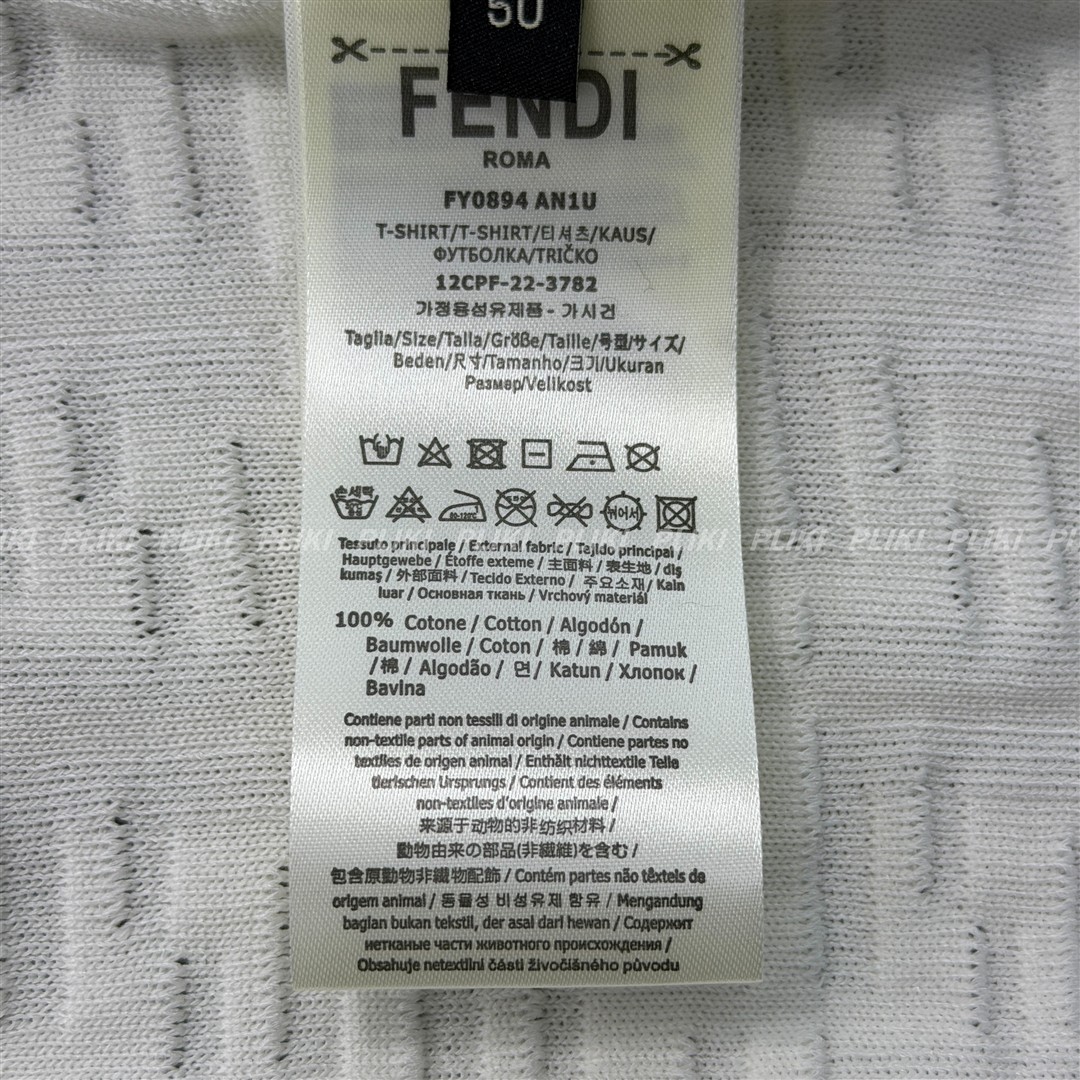 50
FENDI
ROMA
FY0894 AN1U
T-SHIRT/T-SHIRT/티셔츠/KAUS/
ФУТБОЛКА/TRIČKO
12CPF-22-3782
가정용섬유제품 - 가시건
Taglia/Size/Talla/Größe/Taille/号型/サイズ/
Beden/尺寸/Tamanho/크기/Ukuran
Размер/Velikost
손세탁
80-120℃
뉘어서
Tessuto principale / External fabric / Tejido principal /
Hauptgewebe / Étoffe externe / 主面料 / 表生地 / dış
kumaş / 外部面料 / Tecido Externo / 주요소재/ Kain
luar / Основная ткань / Vrchový materiál
100% Cotone / Cotton / Algodón /
Baumwolle / Coton / 棉 / 綿 / Pamuk
/ 棉 / Algodão / 면 / Katun / Хлопок /
Bavlna
Contiene parti non tessili di origine animale / Contains
non-textile parts of animal origin / Contiene partes no
textiles de origen animal / Enthält nichttextile Teile
tierischen Ursprungs / Contient des éléments
non-textiles d'origine animale /
来源于动物的非纺织材料 /
動物由来の部品(非繊維)を含む /
包含原動物非織物配飾 / Contém partes não têxteis de
origem animal / 동물성 비섬유제 함유 / Mengandung
bagian bukan tekstil, der asal dari hewan / Содержит
нетканые части животного происхождения /
Obsahuje netextilní části živočišného původu